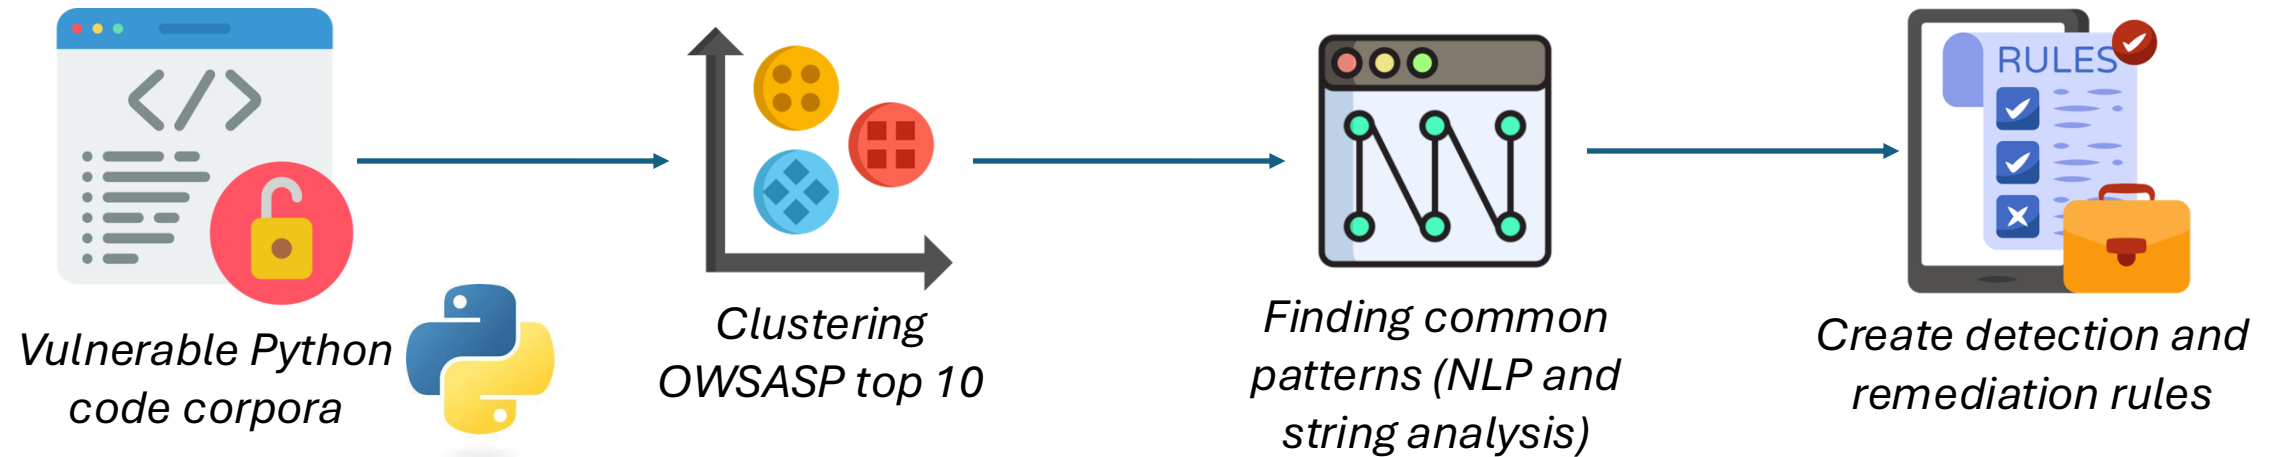 Vulnerable Python
code corpora
Clustering
OWSASP top 10
Finding common
patterns (NLP and
string analysis)
RULES
Create detection and
remediation rules